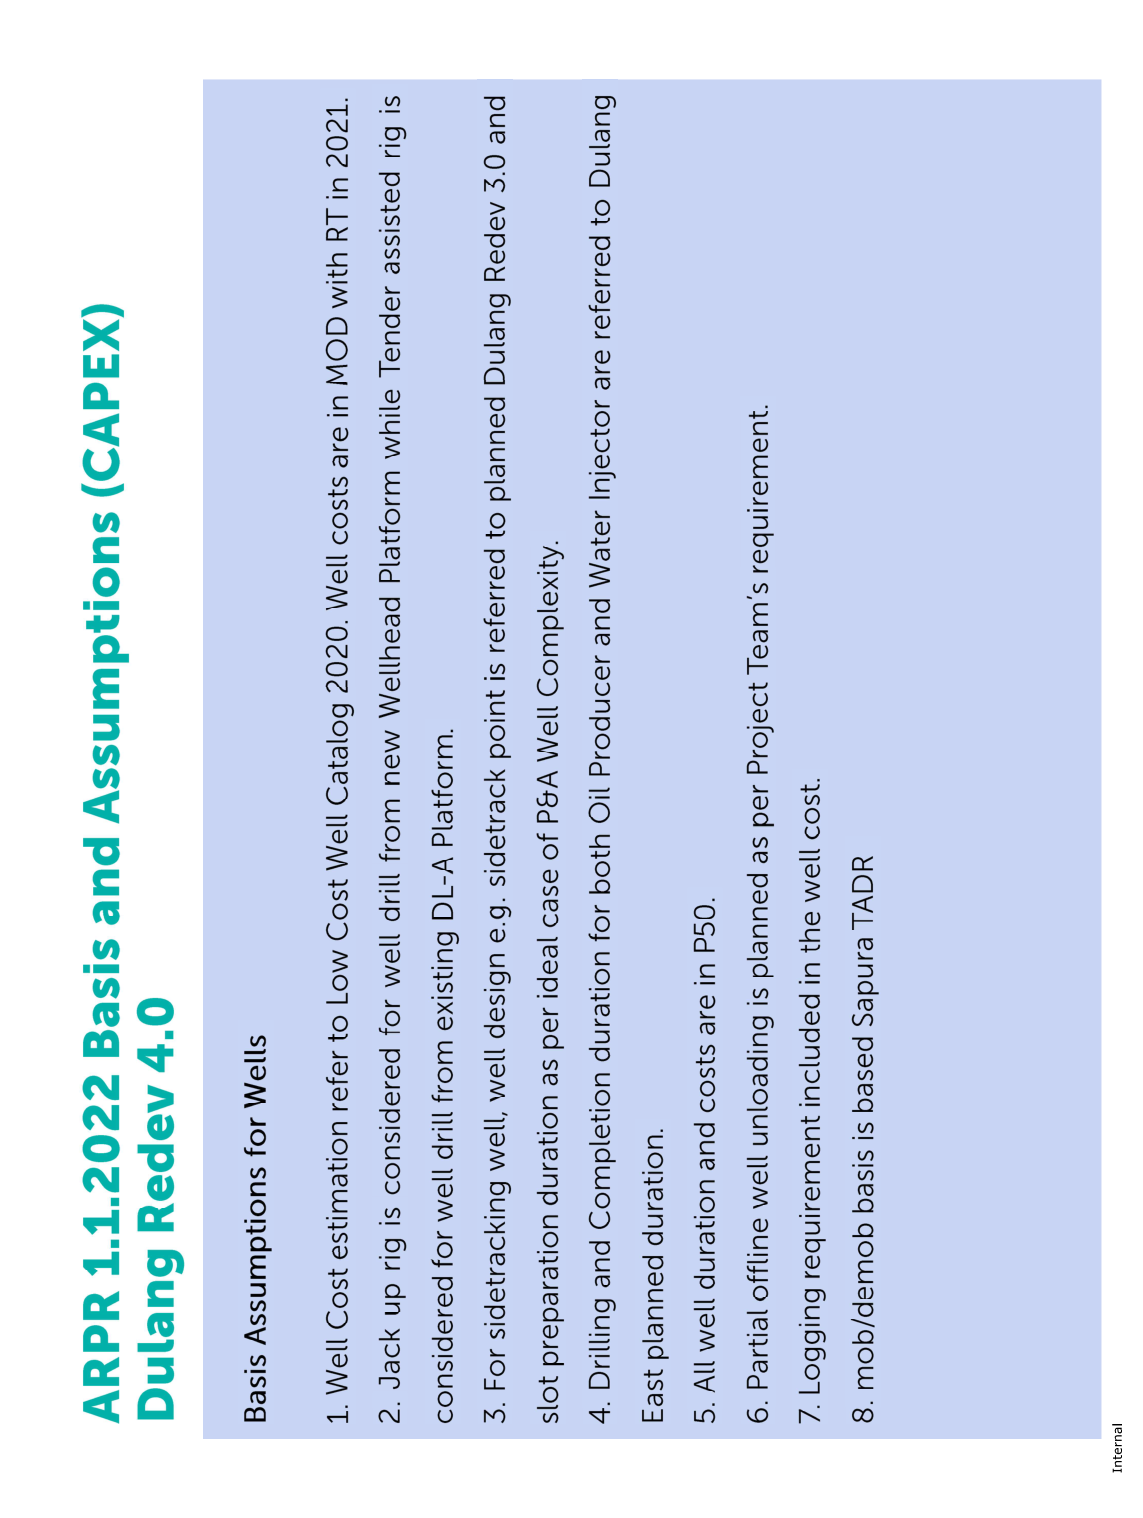 ARPR 1.1.2022 Basis and Assumptions (CAPEX)
Dulang Redev 4.0
Basis Assumptions for Wells
1. Well Cost estimation refer to Low Cost Well Catalog 2020. Well costs are in MOD with RT in 2021.
2. Jack up rig is considered for well drill from new Wellhead Platform while Tender assisted rig is
considered for well drill from existing DL-A Platform.
3. For sidetracking well, well design e.g. sidetrack point is referred to planned Dulang Redev 3.0 and
slot preparation duration as per ideal case of P&A Well Complexity.
4. Drilling and Completion duration for both Oil Producer and Water Injector are referred to Dulang
East planned duration.
5. All well duration and costs are in P50.
6. Partial offline well unloading is planned as per Project Team's requirement.
7. Logging requirement included in the well cost.
8. mob/demob basis is based Sapura TADR
Internal